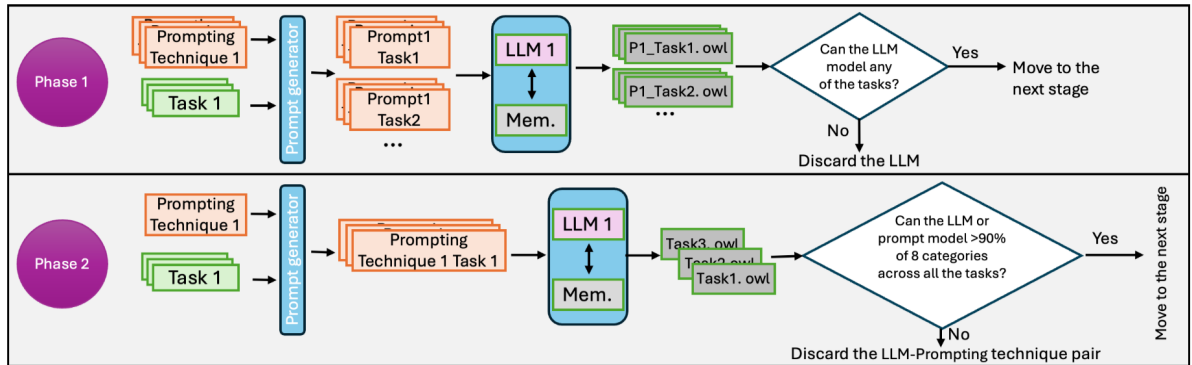 Phase 1
Prompting
Technique 1
Task 1
Prompt generator
Prompt1
Task1
Prompt1
Task2
...
LLM 1
Mem.
P1_Task1. owl
P1_Task2. owl
...
Can the LLM
model any
of the tasks?
Yes
Move to the
next stage
No
Discard the LLM
Phase 2
Prompting
Technique 1
Task 1
Prompt generator
Prompting
Technique 1 Task 1
LLM 1
Mem.
Task3. owl
Task2. owl
Task1. owl
Can the LLM or
prompt model >90%
of 8 categories
across all the tasks?
Yes
Move to the next stage
No
Discard the LLM-Prompting technique pair